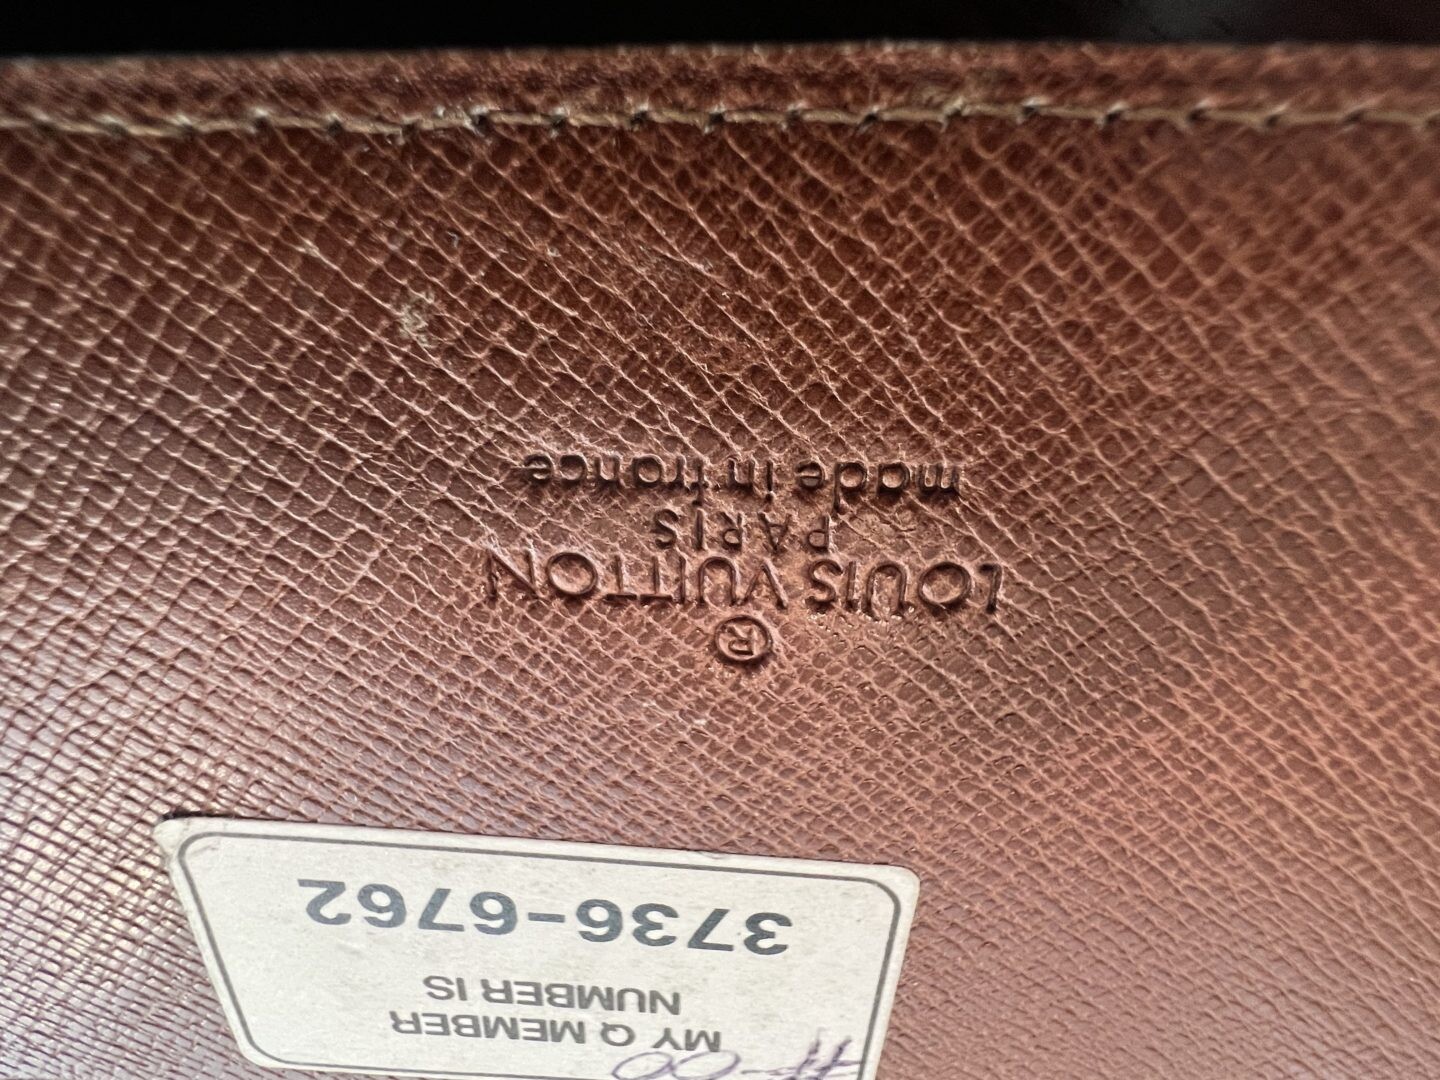 ®
LOUIS VUITTON
PARIS
made in france
MY Q MEMBER
NUMBER IS
3736-6762